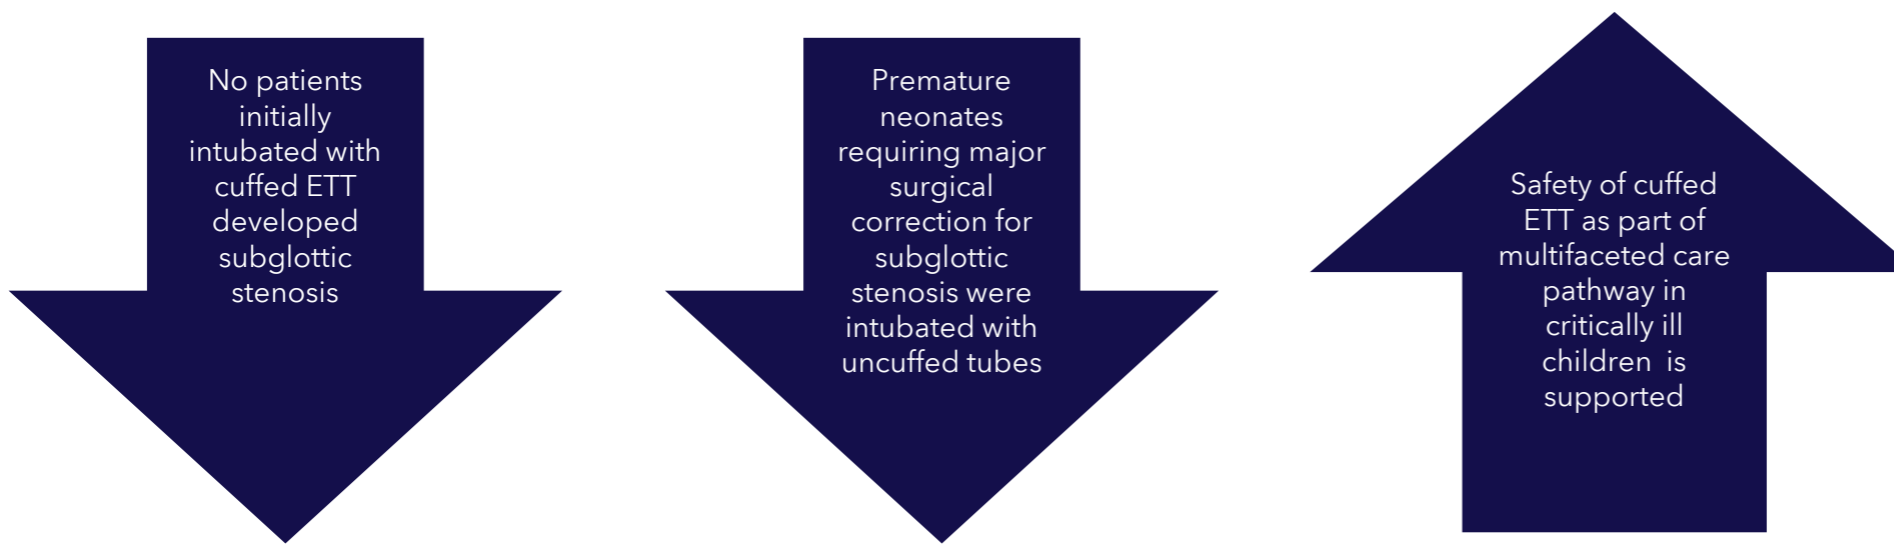 No patients
initially
intubated with
cuffed ETT
developed
subglottic
stenosis
Premature
neonates
requiring major
surgical
correction for
subglottic
stenosis were
intubated with
uncuffed tubes
Safety of cuffed
ETT as part of
multifaceted care
pathway in
critically ill
children is
supported